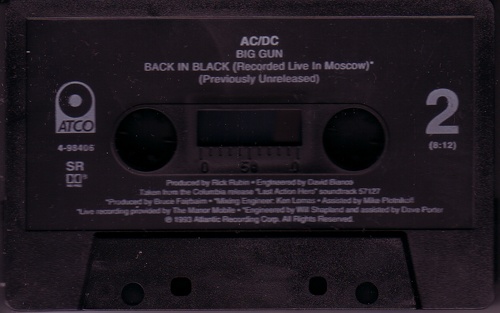 AC/DC
BIG GUN
BACK IN BLACK (Recorded Live In Moscow)*
(Previously Unreleased)
ATCO
2
4-98406
(8:12)
SR
Produced by Rick Rubin • Engineered by David Bianco
Taken from the Columbia release "Last Action Hero" soundtrack 57127
*Produced by Bruce Fairbairn • *Mixing Engineer: Ken Lomas • Assisted by Mike Plotnikoff
*Live recording provided by The Manor Mobile • *Engineered by Will Shapland and assisted by Dave Porter
© 1993 Atlantic Recording Corp. All Rights Reserved.